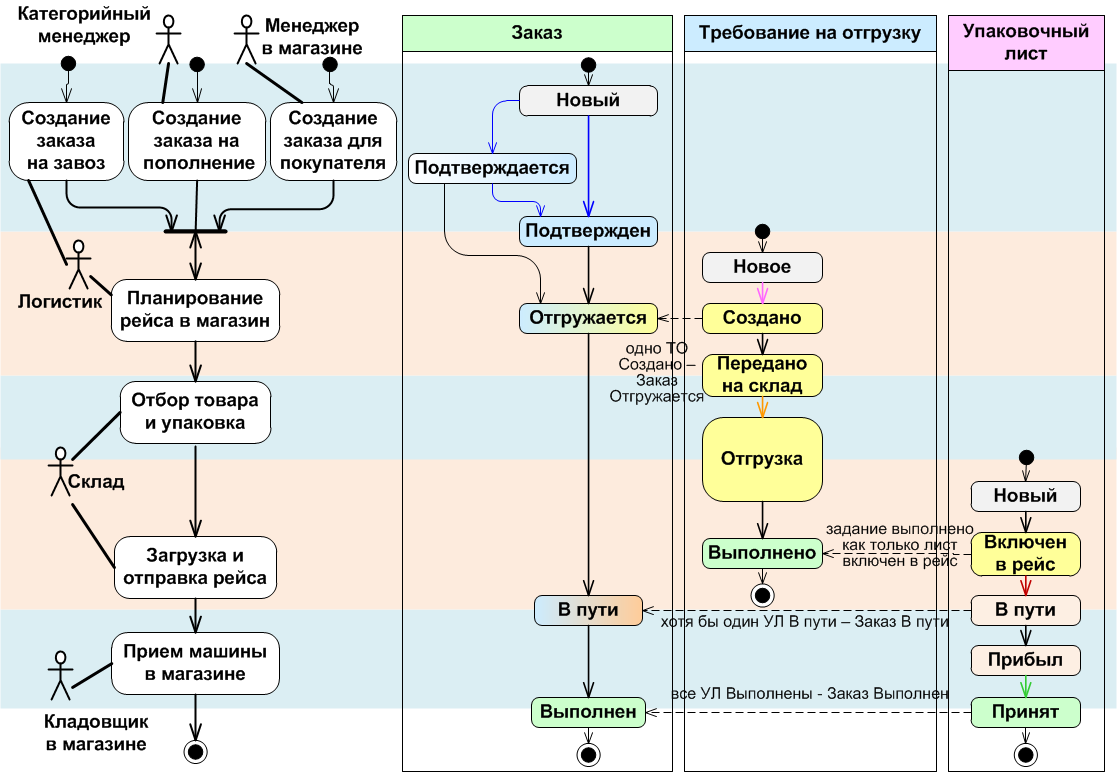 Категорийный
менеджер
Менеджер
в магазине
Создание
заказа
на завоз
Создание
заказа на
пополнение
Создание
заказа для
покупателя
Логистик
Планирование
рейса в магазин
Отбор товара
и упаковка
Склад
Загрузка и
отправка рейса
Прием машины
в магазине
Кладовщик
в магазине
Заказ
Новый
Подтверждается
Подтвержден
Отгружается
одно ТО
Создано –
Заказ
Отгружается
В пути
Выполнен
Требование на отгрузку
Новое
Создано
Передано
на склад
Отгрузка
Выполнено
задание выполнено
как только лист
включен в рейс
хотя бы один УЛ В пути – Заказ В пути
все УЛ Выполнены - Заказ Выполнен
Упаковочный
лист
Новый
Включен
в рейс
В пути
Прибыл
Принят